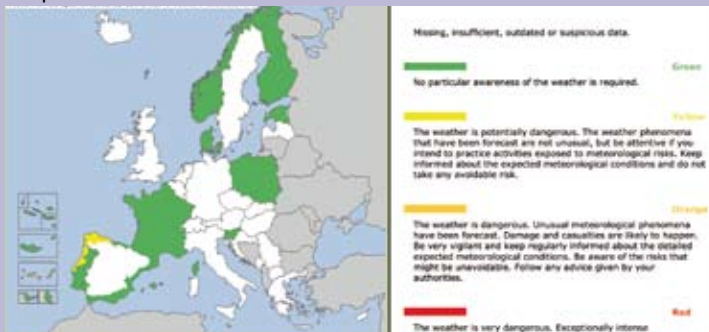 Missing, insufficient, outdated or suspicious data.
Green
No particular awareness of the weather is required.
Yellow
The weather is potentially dangerous. The weather phenomena
that have been forecast are not unusual, but be attentive if you
intend to practice activities exposed to meteorological risks. Keep
informed about the expected meteorological conditions and do not
take any avoidable risk.
Orange
The weather is dangerous. Unusual meteorological phenomena
have been forecast. Damage and casualties are likely to happen.
Be very vigilant and keep regularly informed about the detailed
expected meteorological conditions. Be aware of the risks that
might be unavoidable. Follow any advice given by your
authorities.
Red
The weather is very dangerous. Exceptionally intense